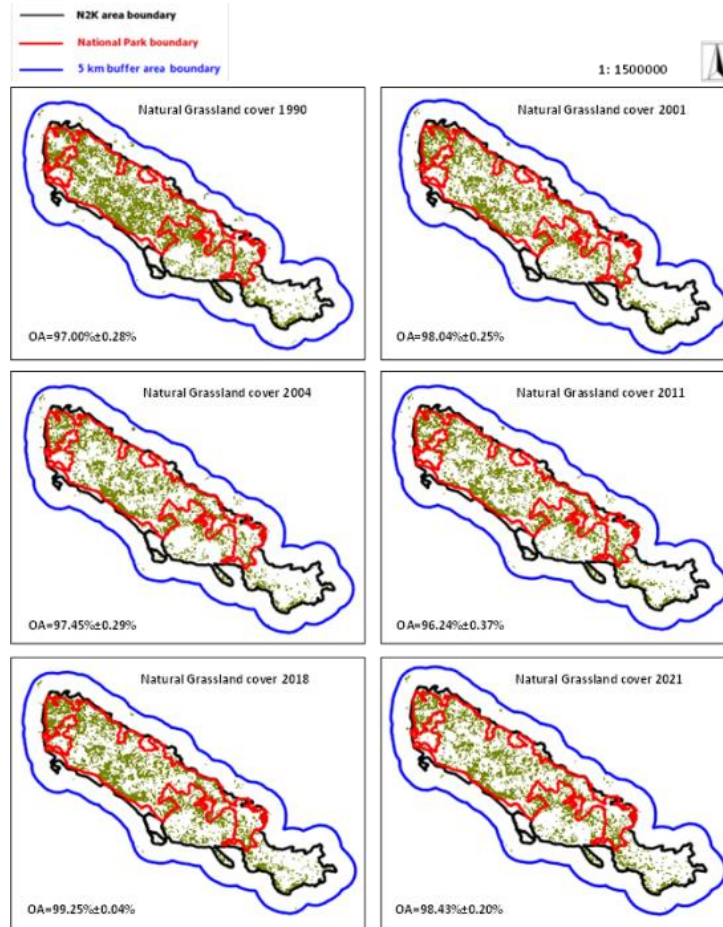 N2K area boundary
National Park boundary
5 km buffer area boundary
1: 1500000
Natural Grassland cover 1990
OA=97.00%±0.28%
Natural Grassland cover 2001
OA=98.04%±0.25%
Natural Grassland cover 2004
OA=97.45%±0.29%
Natural Grassland cover 2011
OA=96.24%±0.37%
Natural Grassland cover 2018
OA=99.25%±0.04%
Natural Grassland cover 2021
OA=98.43%±0.20%